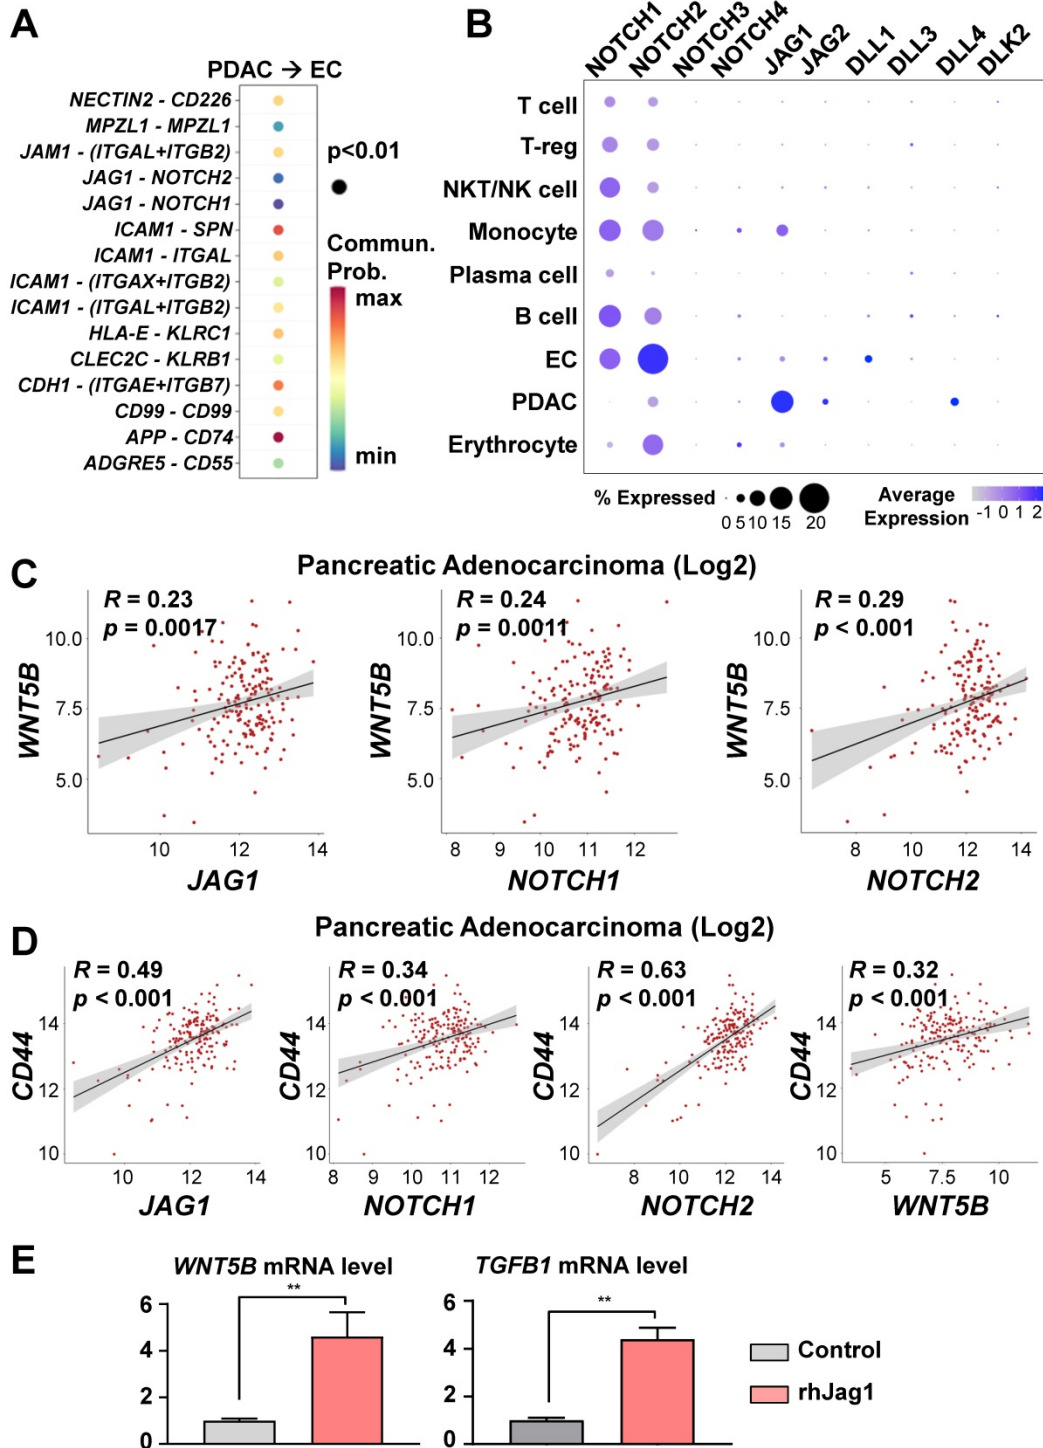 A
PDAC → EC
NECTIN2 - CD226
MPZL1 - MPZL1
JAM1 - (ITGAL+ITGB2)
JAG1 - NOTCH2
JAG1 - NOTCH1
ICAM1 - SPN
ICAM1 - ITGAL
ICAM1 - (ITGAX+ITGB2)
ICAM1 - (ITGAL+ITGB2)
HLA-E - KLRC1
CLEC2C - KLRB1
CDH1 - (ITGAE+ITGB7)
CD99 - CD99
APP - CD74
ADGRE5 - CD55
p<0.01
Commun.
Prob.
max
min
B
NOTCH1 NOTCH2 NOTCH3 NOTCH4 JAG1 JAG2 DLL1 DLL3 DLL4 DLK2
T cell
T-reg
NKT/NK cell
Monocyte
Plasma cell
B cell
EC
PDAC
Erythrocyte
% Expressed
0 5 10 15 20
Average
Expression
-1 0 1 2
C
Pancreatic Adenocarcinoma (Log2)
R = 0.23
p = 0.0017
WNT5B
10.0
7.5
5.0
10 12 14
JAG1
R = 0.24
p = 0.0011
WNT5B
10.0
7.5
5.0
8 9 10 11 12
NOTCH1
R = 0.29
p < 0.001
WNT5B
10.0
7.5
5.0
8 10 12 14
NOTCH2
D
Pancreatic Adenocarcinoma (Log2)
R = 0.49
p < 0.001
CD44
14
12
10
10 12 14
JAG1
R = 0.34
p < 0.001
CD44
14
12
10
8 9 10 11 12
NOTCH1
R = 0.63
p < 0.001
CD44
14
12
10
8 10 12 14
NOTCH2
R = 0.32
p < 0.001
CD44
14
12
10
5 7.5 10
WNT5B
E
WNT5B mRNA level
**
6
4
2
0
TGFB1 mRNA level
**
6
4
2
0
Control
rhJag1